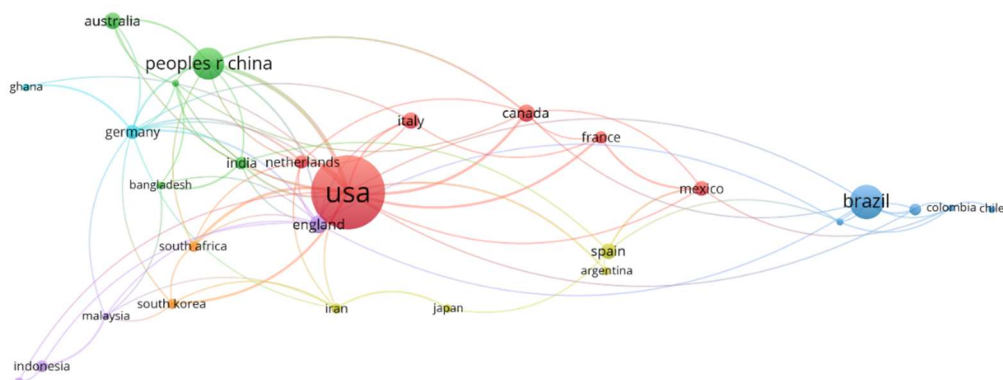 australia
peoples r china
ghana
germany
italy
canada
france
india
netherlands
bangladesh
usa
mexico
brazil
colombia
chile
england
south africa
spain
argentina
south korea
malaysia
iran
japan
indonesia